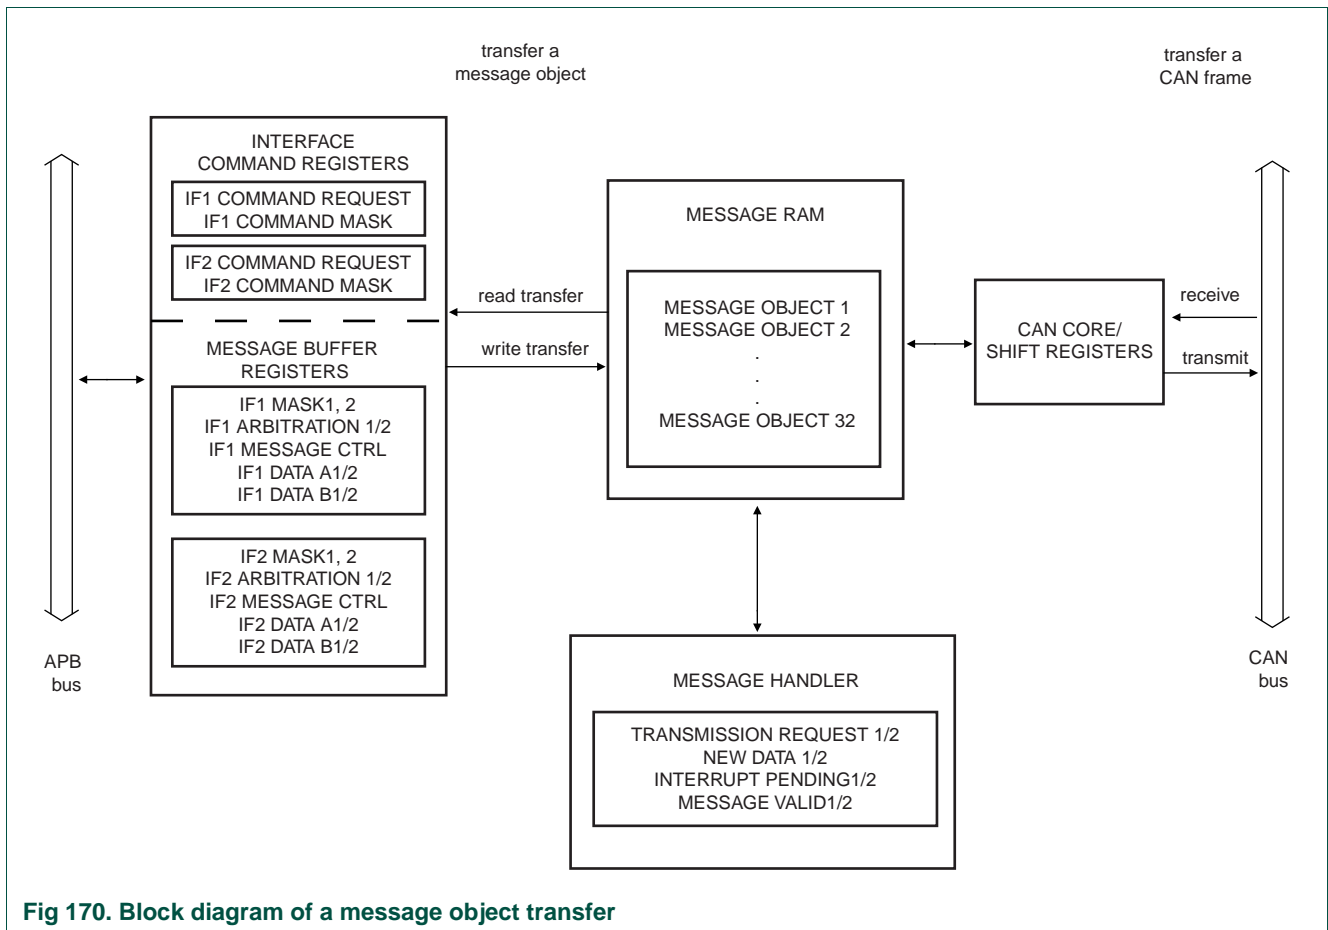 transfer a
message object
transfer a
CAN frame
INTERFACE
COMMAND REGISTERS
IF1 COMMAND REQUEST
IF1 COMMAND MASK
IF2 COMMAND REQUEST
IF2 COMMAND MASK
MESSAGE BUFFER
REGISTERS
IF1 MASK1, 2
IF1 ARBITRATION 1/2
IF1 MESSAGE CTRL
IF1 DATA A1/2
IF1 DATA B1/2
IF2 MASK1, 2
IF2 ARBITRATION 1/2
IF2 MESSAGE CTRL
IF2 DATA A1/2
IF2 DATA B1/2
APB
bus
read transfer
write transfer
MESSAGE RAM
MESSAGE OBJECT 1
MESSAGE OBJECT 2
.
.
.
MESSAGE OBJECT 32
CAN CORE/
SHIFT REGISTERS
receive
transmit
CAN
bus
MESSAGE HANDLER
TRANSMISSION REQUEST 1/2
NEW DATA 1/2
INTERRUPT PENDING1/2
MESSAGE VALID1/2
Fig 170. Block diagram of a message object transfer